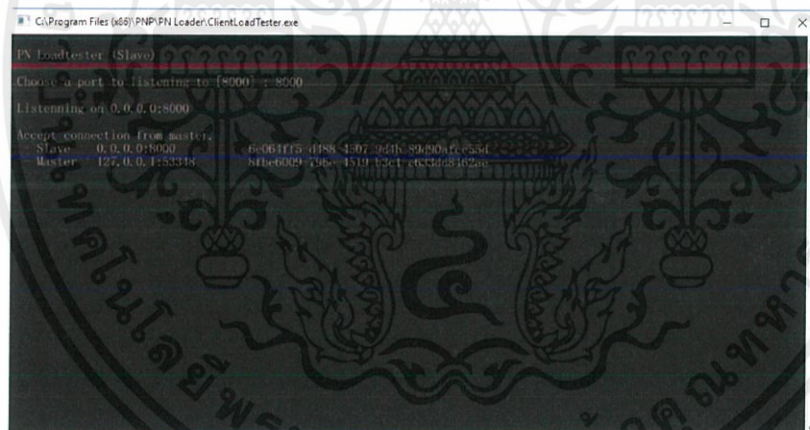 C:\Program Files (x86)\PNP\PN Loader\ClientLoadTester.exe
PN Loadtester (Slave)
Choose a port to listening to [8000] : 8000
Listenning on 0.0.0.0:8000
Accept connection from master.
- Slave 0.0.0.0:8000
- Master 127.0.0.1:53348